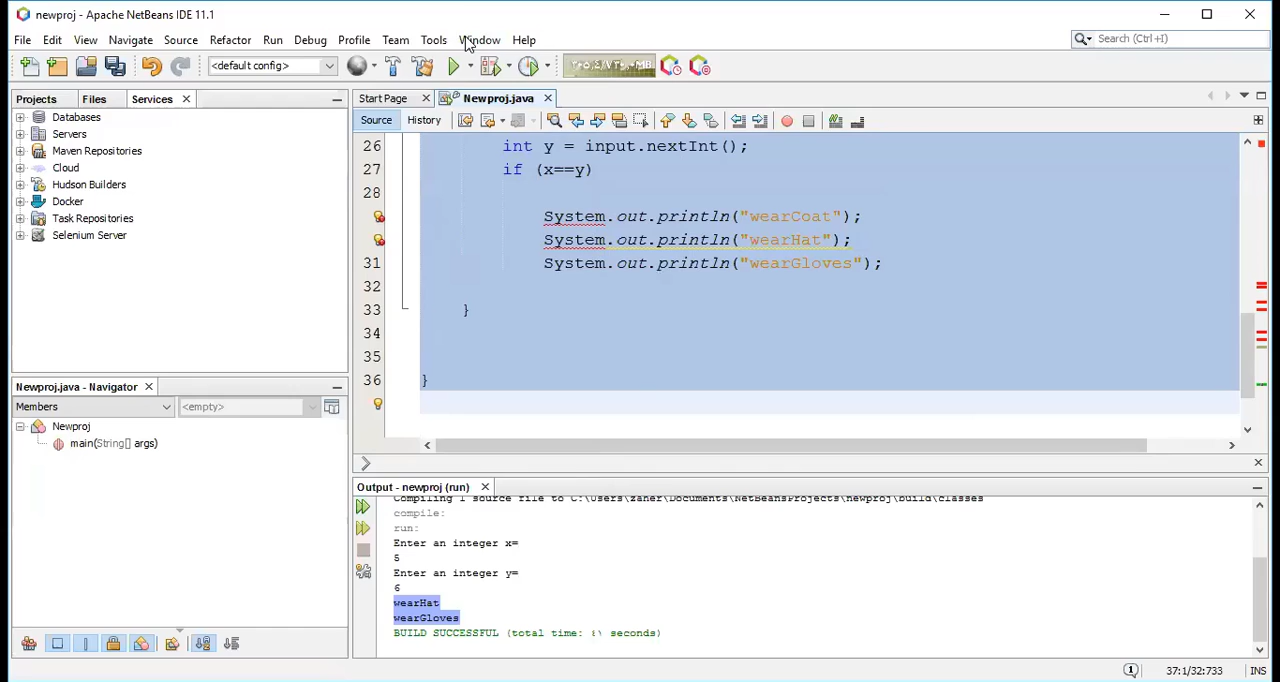 newproj - Apache NetBeans IDE 11.1
File Edit View Navigate Source Refactor Run Debug Profile Team Tools Window Help
Search (Ctrl+I)
<default config>
Projects Files Services
Start Page Newproj.java
Source History
Databases
Servers
Maven Repositories
Cloud
Hudson Builders
Docker
Task Repositories
Selenium Server
26 int y = input.nextInt();
27 if (x==y)
28
System.out.println("wearCoat");
System.out.println("wearHat");
31 System.out.println("wearGloves");
32
33 }
34
35
36 }
Newproj.java - Navigator
Members <empty>
Newproj
main(String[] args)
Output - newproj (run)
Compiling 1 source file to C:\Users\zaher\Documents\NetBeansProjects\newproj\build\classes
compile:
run:
Enter an integer x=
5
Enter an integer y=
6
wearHat
wearGloves
BUILD SUCCESSFUL (total time: seconds)
1 37:1/32:733 INS